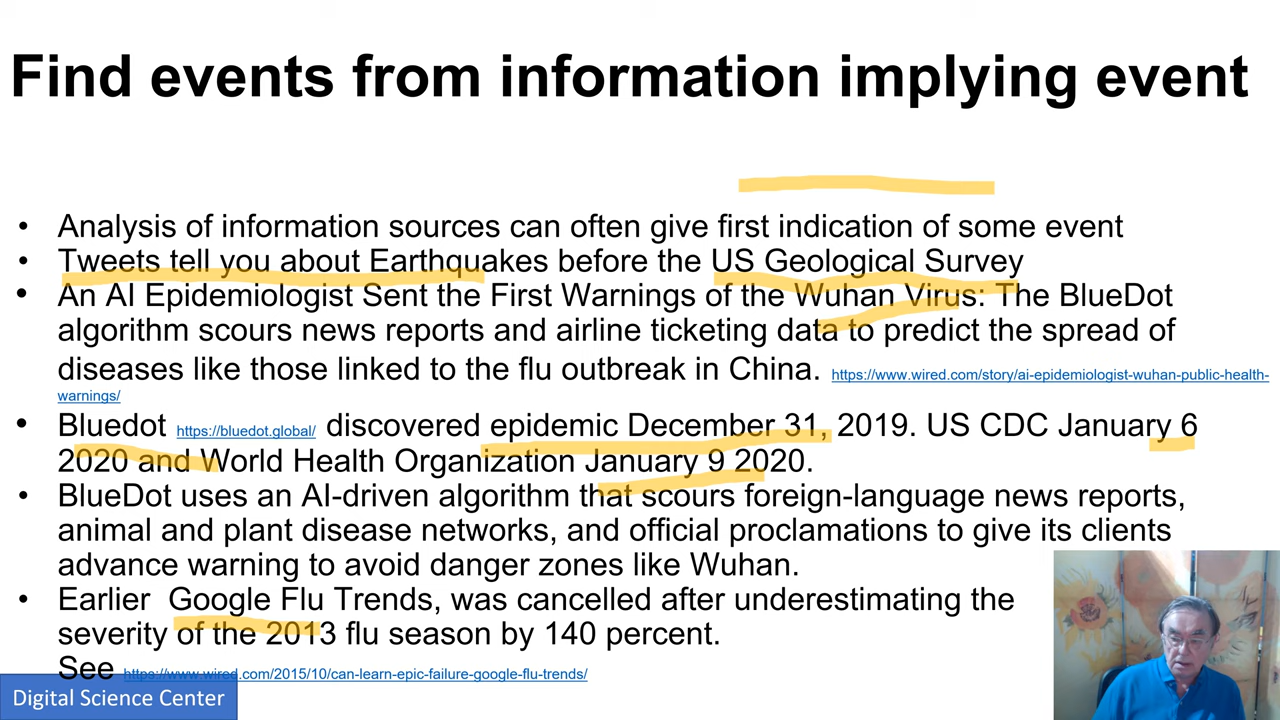 Find events from information implying event
• Analysis of information sources can often give first indication of some event
• Tweets tell you about Earthquakes before the US Geological Survey
• An AI Epidemiologist Sent the First Warnings of the Wuhan Virus: The BlueDot
algorithm scours news reports and airline ticketing data to predict the spread of
diseases like those linked to the flu outbreak in China. https://www.wired.com/story/ai-epidemiologist-wuhan-public-health-
warnings/
• Bluedot https://bluedot.global/ discovered epidemic December 31, 2019. US CDC January 6
2020 and World Health Organization January 9 2020.
• BlueDot uses an AI-driven algorithm that scours foreign-language news reports,
animal and plant disease networks, and official proclamations to give its clients
advance warning to avoid danger zones like Wuhan.
• Earlier Google Flu Trends, was cancelled after underestimating the
severity of the 2013 flu season by 140 percent.
See https://www.wired.com/2015/10/can-learn-epic-failure-google-flu-trends/
Digital Science Center